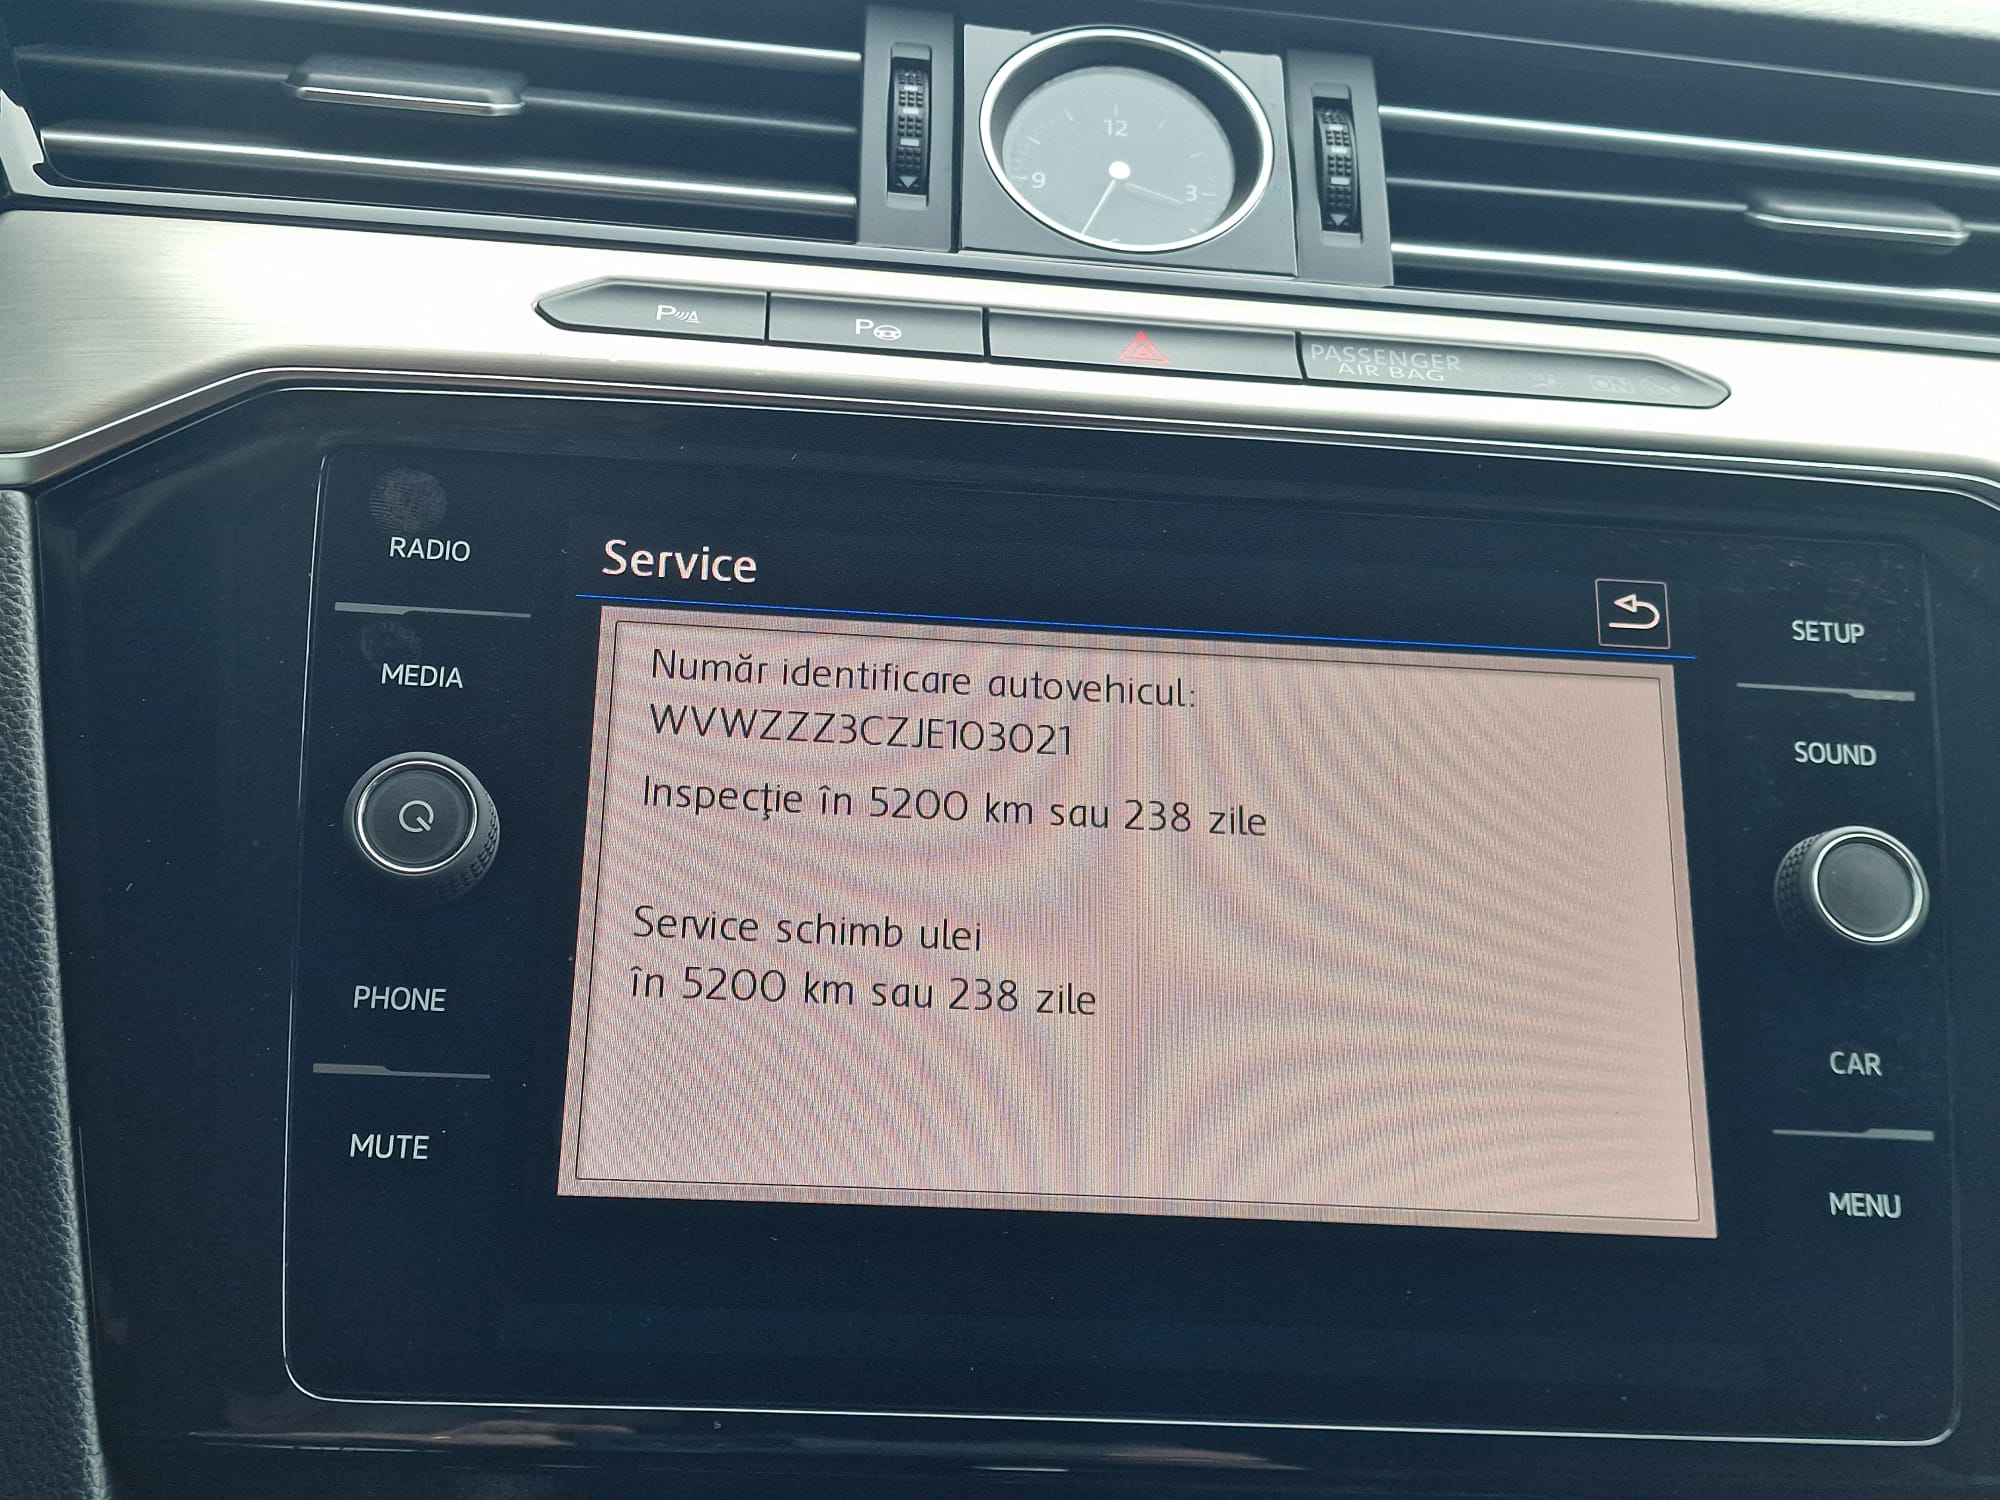 12
9
3
P
P
PASSENGER
AIR BAG
ON
RADIO
MEDIA
PHONE
MUTE
Service
Număr identificare autovehicul:
WVWZZZ3CZJE103021
Inspecţie în 5200 km sau 238 zile
Service schimb ulei
în 5200 km sau 238 zile
SETUP
SOUND
CAR
MENU